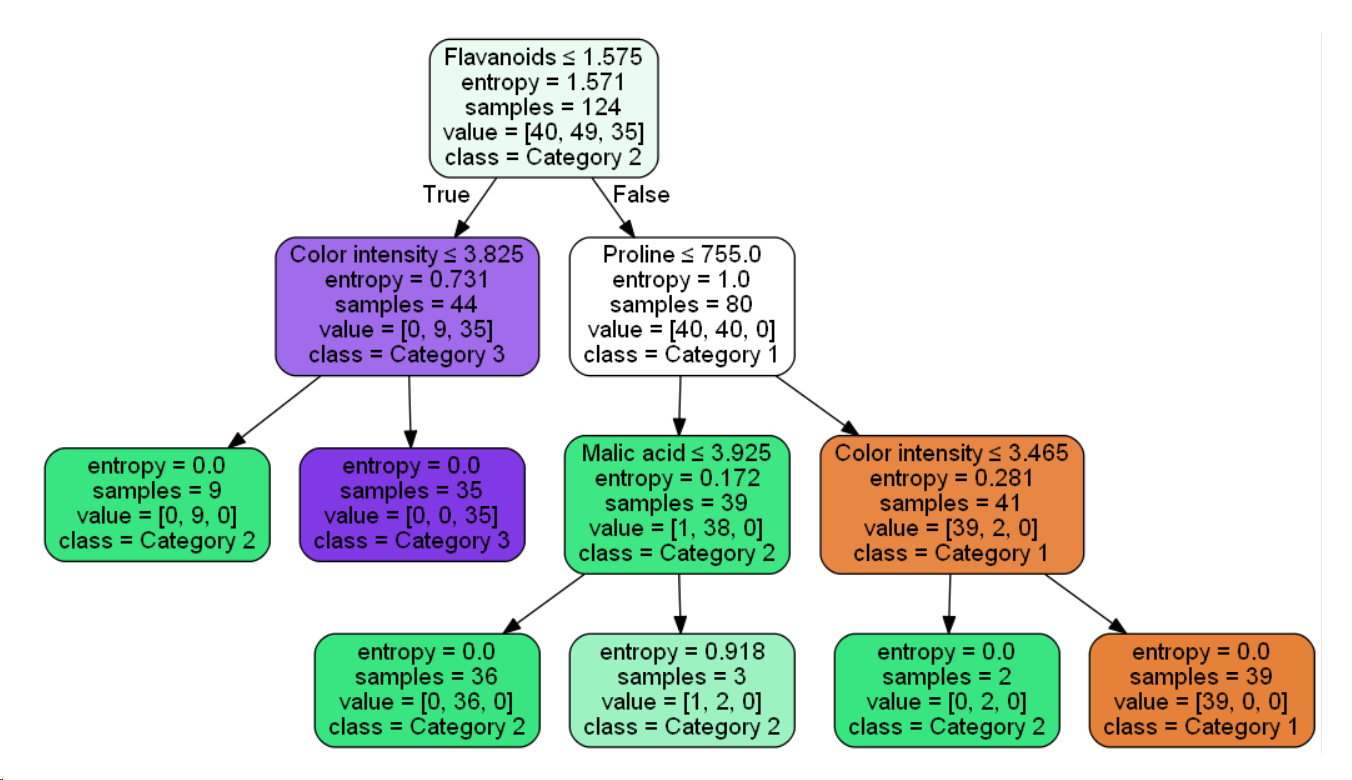 Flavanoids ≤ 1.575
entropy = 1.571
samples = 124
value = [40, 49, 35]
class = Category 2
True
False
Color intensity ≤ 3.825
entropy = 0.731
samples = 44
value = [0, 9, 35]
class = Category 3
Proline ≤ 755.0
entropy = 1.0
samples = 80
value = [40, 40, 0]
class = Category 1
entropy = 0.0
samples = 9
value = [0, 9, 0]
class = Category 2
entropy = 0.0
samples = 35
value = [0, 0, 35]
class = Category 3
Malic acid ≤ 3.925
entropy = 0.172
samples = 39
value = [1, 38, 0]
class = Category 2
Color intensity ≤ 3.465
entropy = 0.281
samples = 41
value = [39, 2, 0]
class = Category 1
entropy = 0.0
samples = 36
value = [0, 36, 0]
class = Category 2
entropy = 0.918
samples = 3
value = [1, 2, 0]
class = Category 2
entropy = 0.0
samples = 2
value = [0, 2, 0]
class = Category 2
entropy = 0.0
samples = 39
value = [39, 0, 0]
class = Category 1